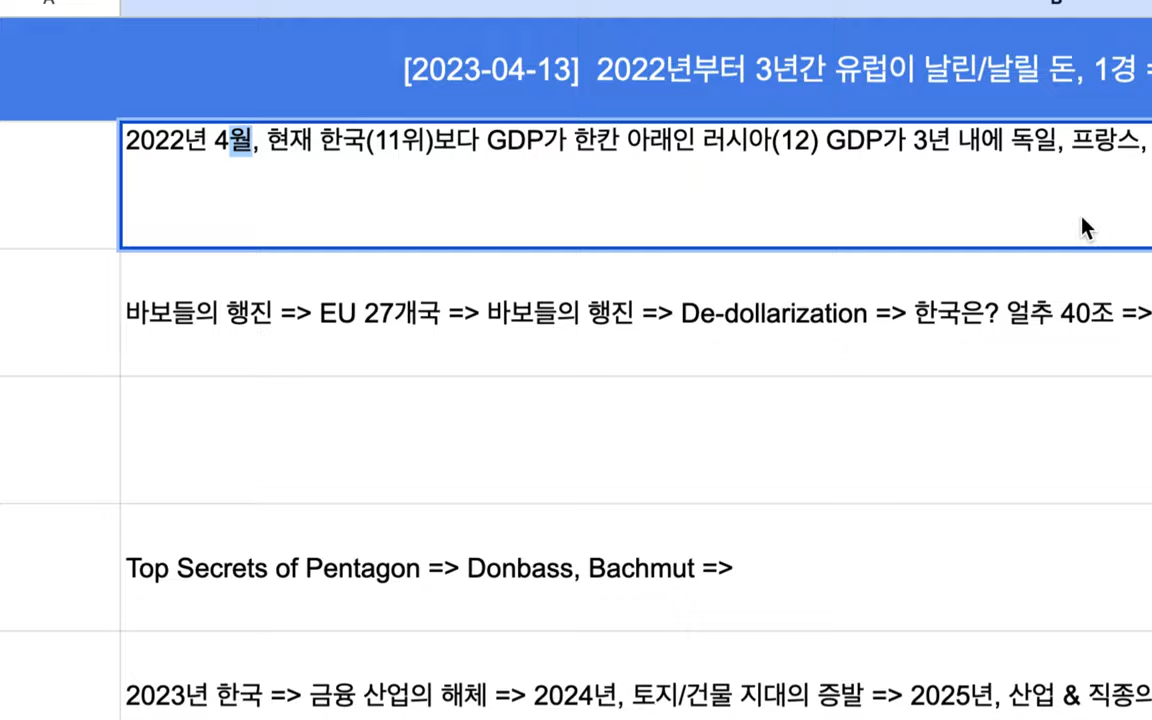 [2023-04-13] 2022년부터 3년간 유럽이 날린/날릴 돈, 1경 =
2022년 4월, 현재 한국(11위)보다 GDP가 한칸 아래인 러시아(12) GDP가 3년 내에 독일, 프랑스,
바보들의 행진 => EU 27개국 => 바보들의 행진 => De-dollarization => 한국은? 얼추 40조 =>
Top Secrets of Pentagon => Donbass, Bachmut =>
2023년 한국 => 금융 산업의 해체 => 2024년, 토지/건물 지대의 증발 => 2025년, 산업 & 직종의